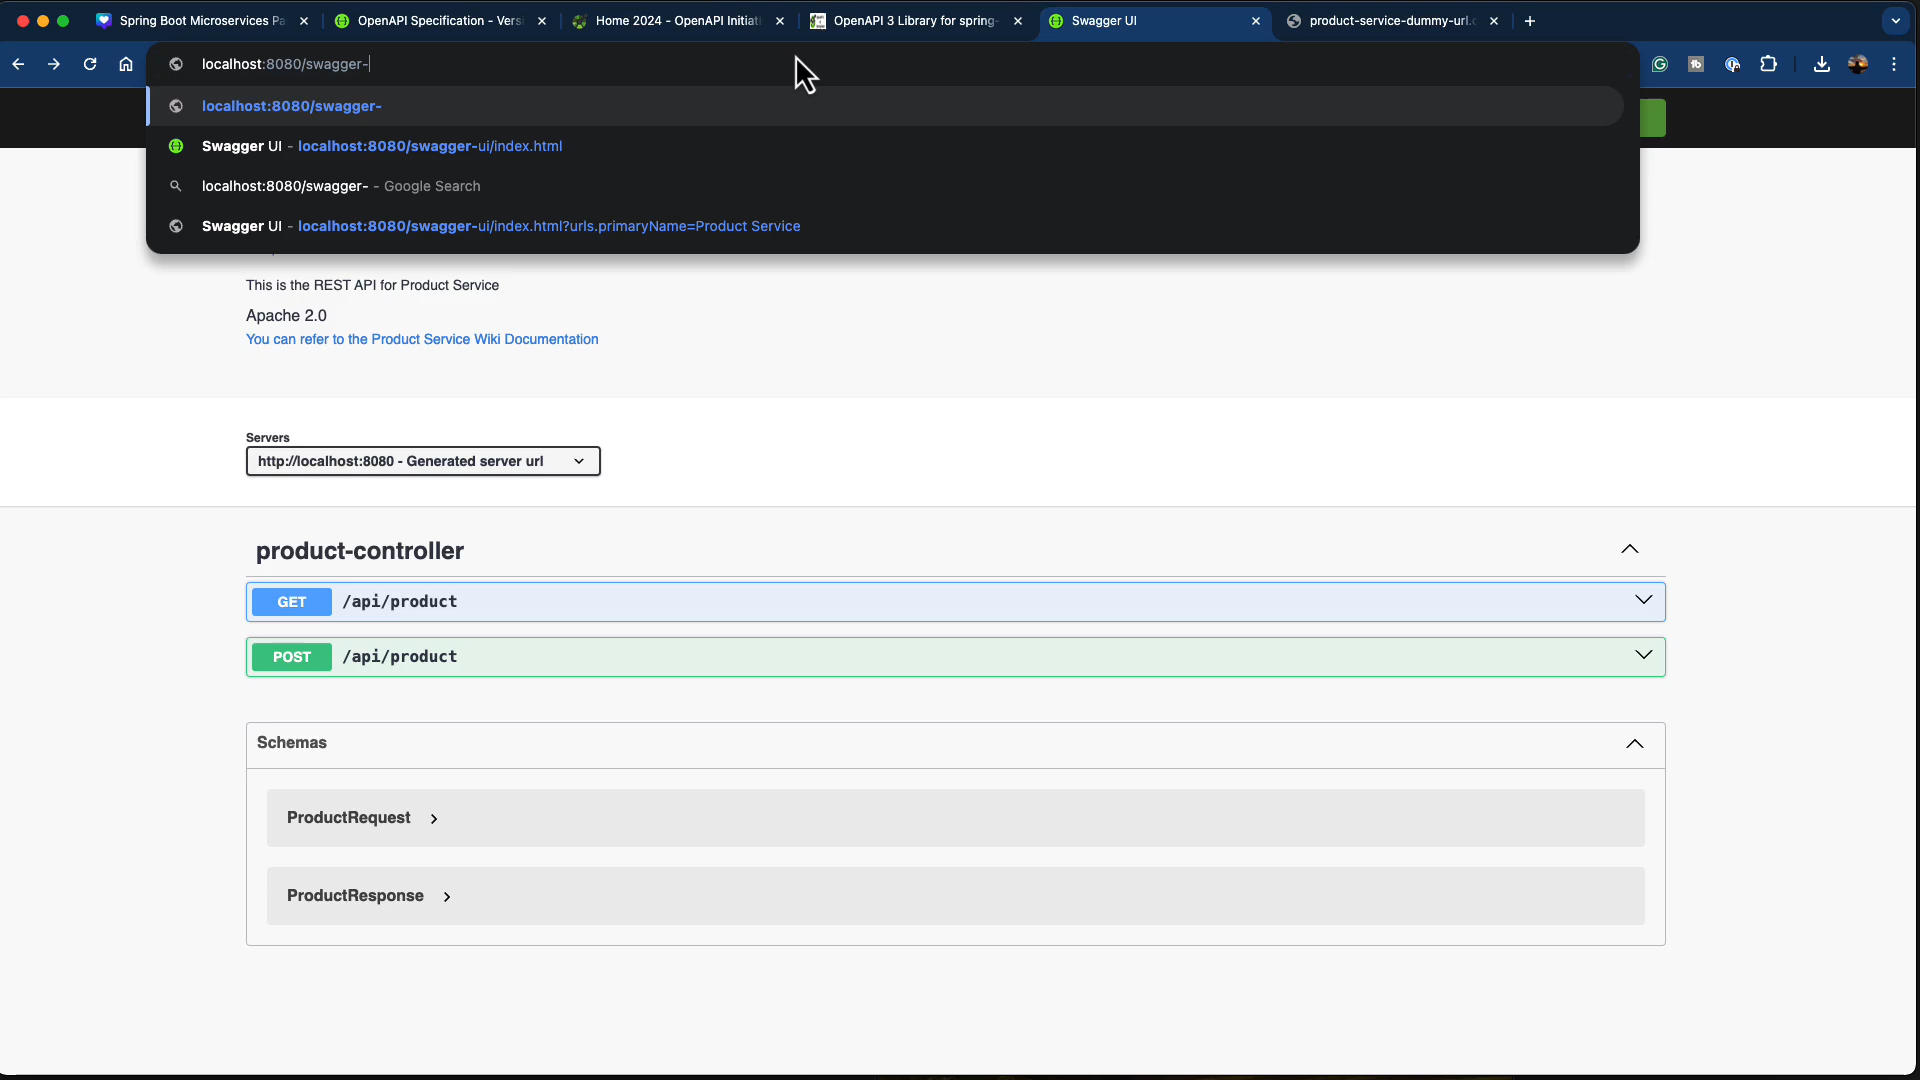 Spring Boot Microservices Pa
OpenAPI Specification - Versi
Home 2024 - OpenAPI Initiati
OpenAPI 3 Library for spring-
Swagger UI
product-service-dummy-url.c
localhost:8080/swagger-
localhost:8080/swagger-
Swagger UI - localhost:8080/swagger-ui/index.html
localhost:8080/swagger- - Google Search
Swagger UI - localhost:8080/swagger-ui/index.html?urls.primaryName=Product Service
This is the REST API for Product Service
Apache 2.0
You can refer to the Product Service Wiki Documentation
Servers
http://localhost:8080 - Generated server url
product-controller
GET /api/product
POST /api/product
Schemas
ProductRequest
ProductResponse